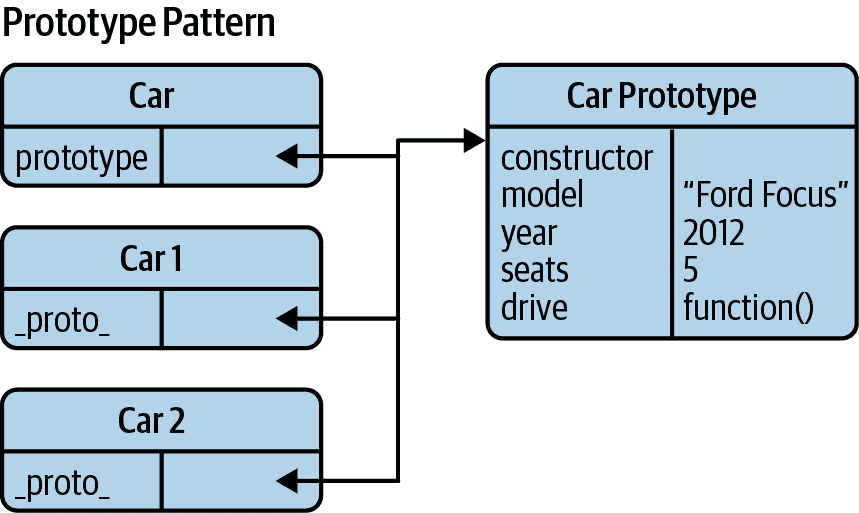 Prototype Pattern
Car
prototype
Car 1
_proto_
Car 2
_proto_
Car Prototype
constructor
model “Ford Focus”
year 2012
seats 5
drive function()